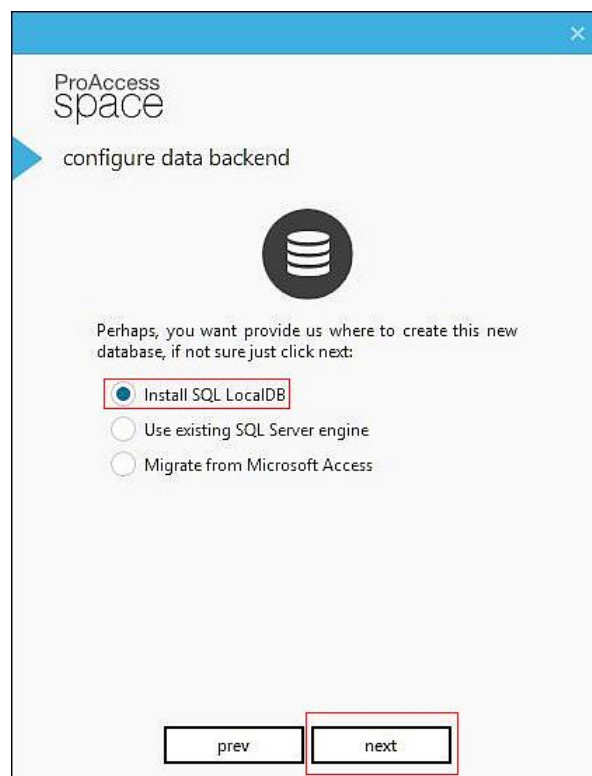 ProAccess
space
configure data backend
Perhaps, you want provide us where to create this new
database, if not sure just click next:
Install SQL LocalDB
Use existing SQL Server engine
Migrate from Microsoft Access
prev
next